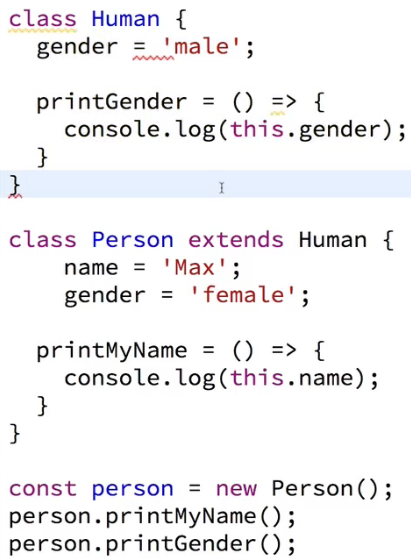 class Human {
  gender = 'male';
  printGender = () => {
    console.log(this.gender);
  }
}
class Person extends Human {
    name = 'Max';
    gender = 'female';
  printMyName = () => {
    console.log(this.name);
  }
}
const person = new Person();
person.printMyName();
person.printGender();